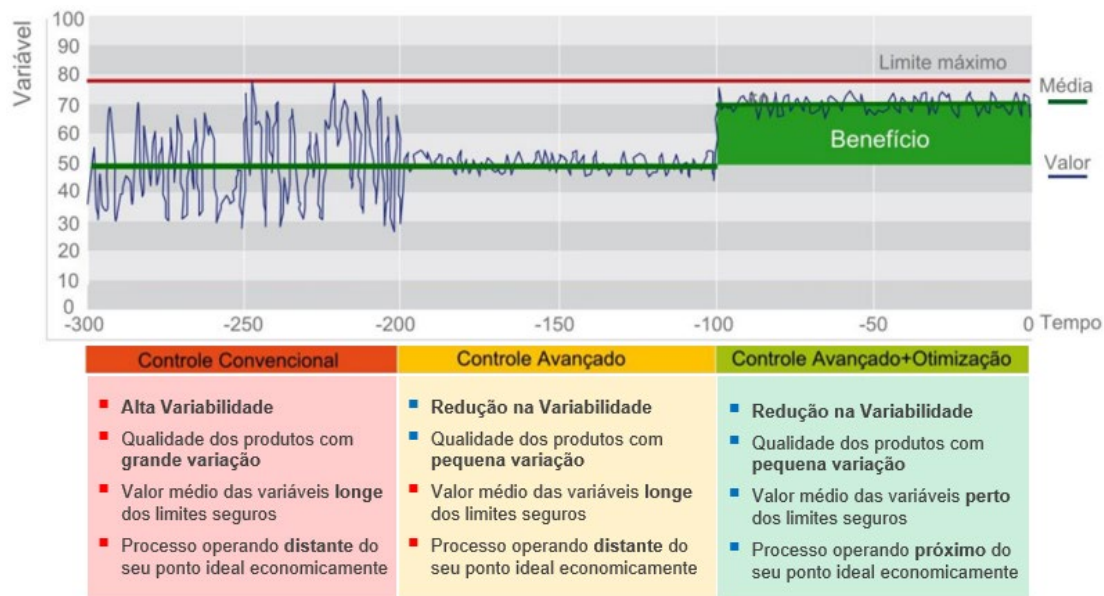 Variável
100
90
80
70
60
50
40
30
20
10
0
Limite máximo
Média
Benefício
Valor
-300
-250
-200
-150
-100
-50
0
Tempo
Controle Convencional
Controle Avançado
Controle Avançado+Otimização
Alta Variabilidade
Qualidade dos produtos com
grande variação
Valor médio das variáveis longe
dos limites seguros
Processo operando distante do
seu ponto ideal economicamente
Redução na Variabilidade
Qualidade dos produtos com
pequena variação
Valor médio das variáveis longe
dos limites seguros
Processo operando distante do
seu ponto ideal economicamente
Redução na Variabilidade
Qualidade dos produtos com
pequena variação
Valor médio das variáveis perto
dos limites seguros
Processo operando próximo do
seu ponto ideal economicamente